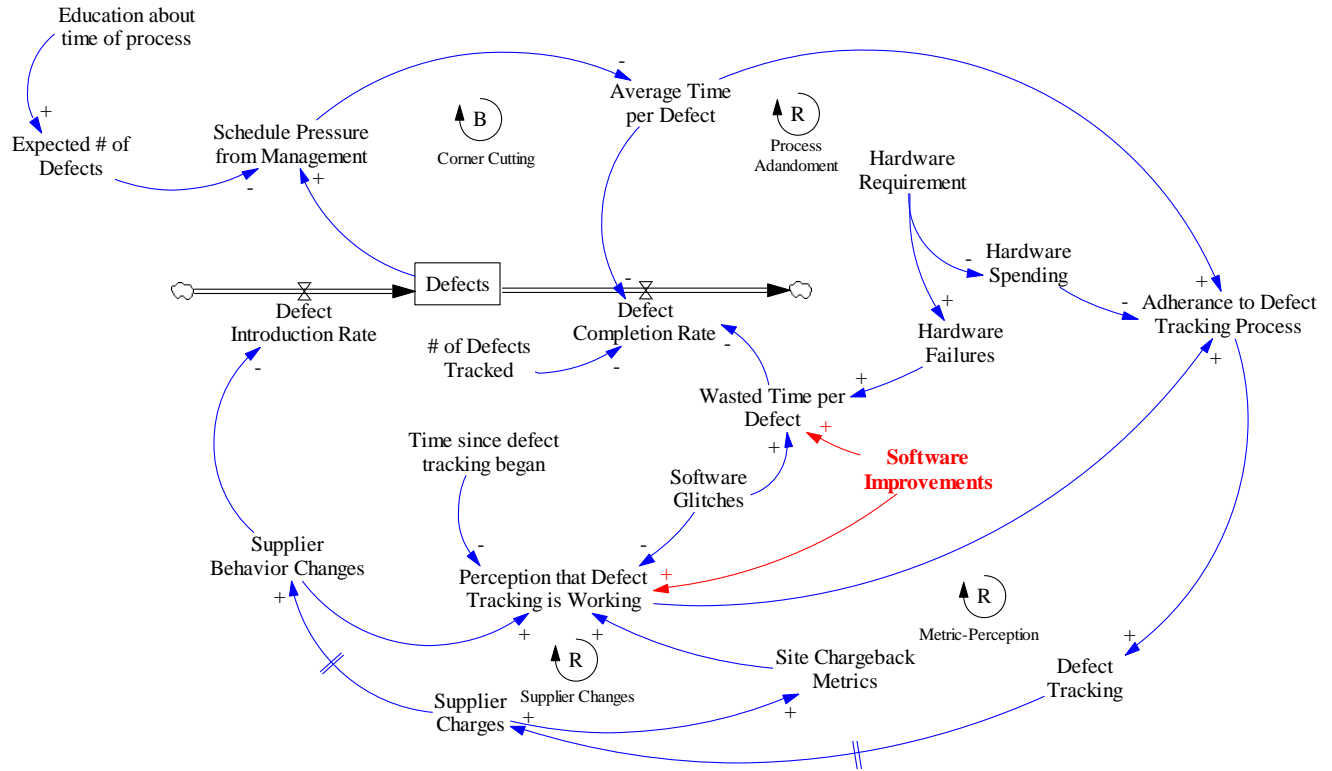 Education about
time of process
+
Expected # of
Defects
-
Schedule Pressure
from Management
+
B
Corner Cutting
-
Average Time
per Defect
R
Process
Adandoment
Hardware
Requirement
-
Hardware
Spending
-
+
Adherance to Defect
Tracking Process
+
+
Hardware
Failures
+
Defects
Defect
Introduction Rate
-
-
Defect
Completion Rate
-
-
# of Defects
Tracked
Wasted Time per
Defect
+
+
Time since defect
tracking began
-
Software
Glitches
-
Software
Improvements
Supplier
Behavior Changes
+
Perception that Defect
Tracking is Working
+
+
+
R
Metric-Perception
R
Supplier Changes
Site Chargeback
Metrics
+
Supplier
Charges
+
Defect
Tracking
+